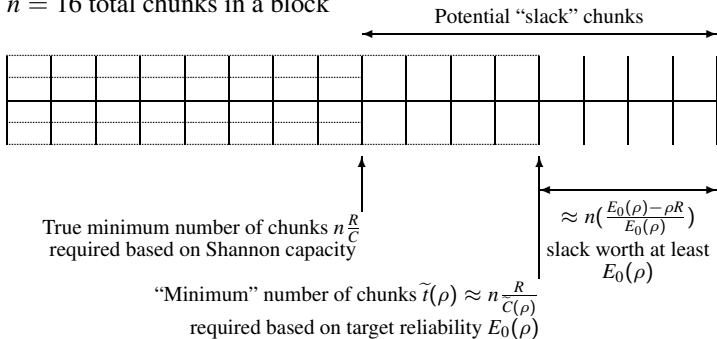 n = 16 total chunks in a block
Potential “slack” chunks
True minimum number of chunks n R/C
required based on Shannon capacity
≈ n( (E₀(ρ)−ρR) / E₀(ρ) )
slack worth at least
E₀(ρ)
“Minimum” number of chunks t̃(ρ) ≈ n R/C̃(ρ)
required based on target reliability E₀(ρ)